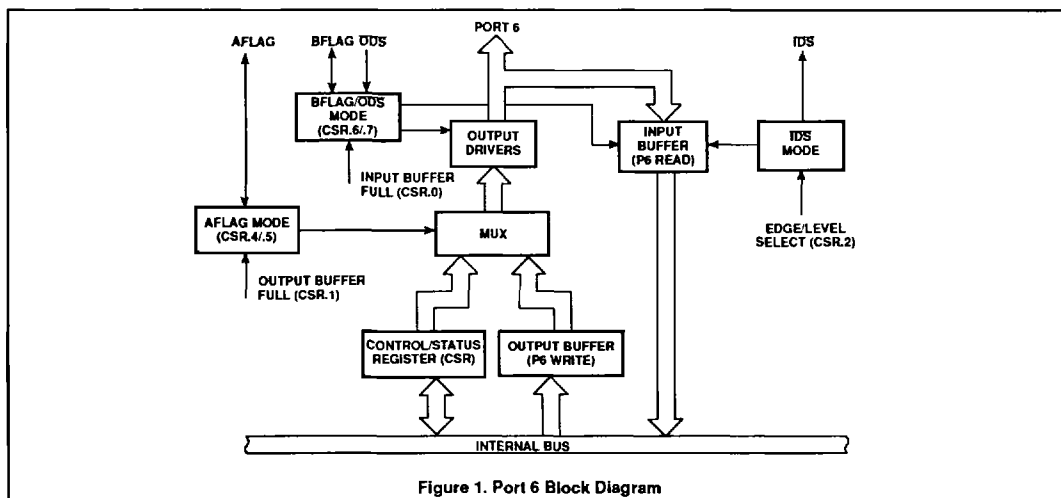 PORT 6
AFLAG
BFLAG ODS
IDS
BFLAG/ODS
MODE
(CSR.6/.7)
OUTPUT
DRIVERS
INPUT
BUFFER
(P6 READ)
IDS
MODE
INPUT BUFFER
FULL (CSR.0)
AFLAG MODE
(CSR.4/.5)
MUX
EDGE/LEVEL
SELECT (CSR.2)
OUTPUT BUFFER
FULL (CSR.1)
CONTROL/STATUS
REGISTER (CSR)
OUTPUT BUFFER
(P6 WRITE)
INTERNAL BUS
Figure 1. Port 6 Block Diagram